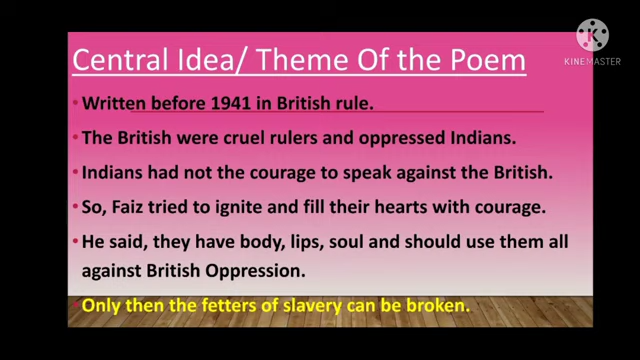 Central Idea/ Theme Of the Poem
KINEMASTER
• Written before 1941 in British rule.
• The British were cruel rulers and oppressed Indians.
• Indians had not the courage to speak against the British.
• So, Faiz tried to ignite and fill their hearts with courage.
• He said, they have body, lips, soul and should use them all
against British Oppression.
• Only then the fetters of slavery can be broken.